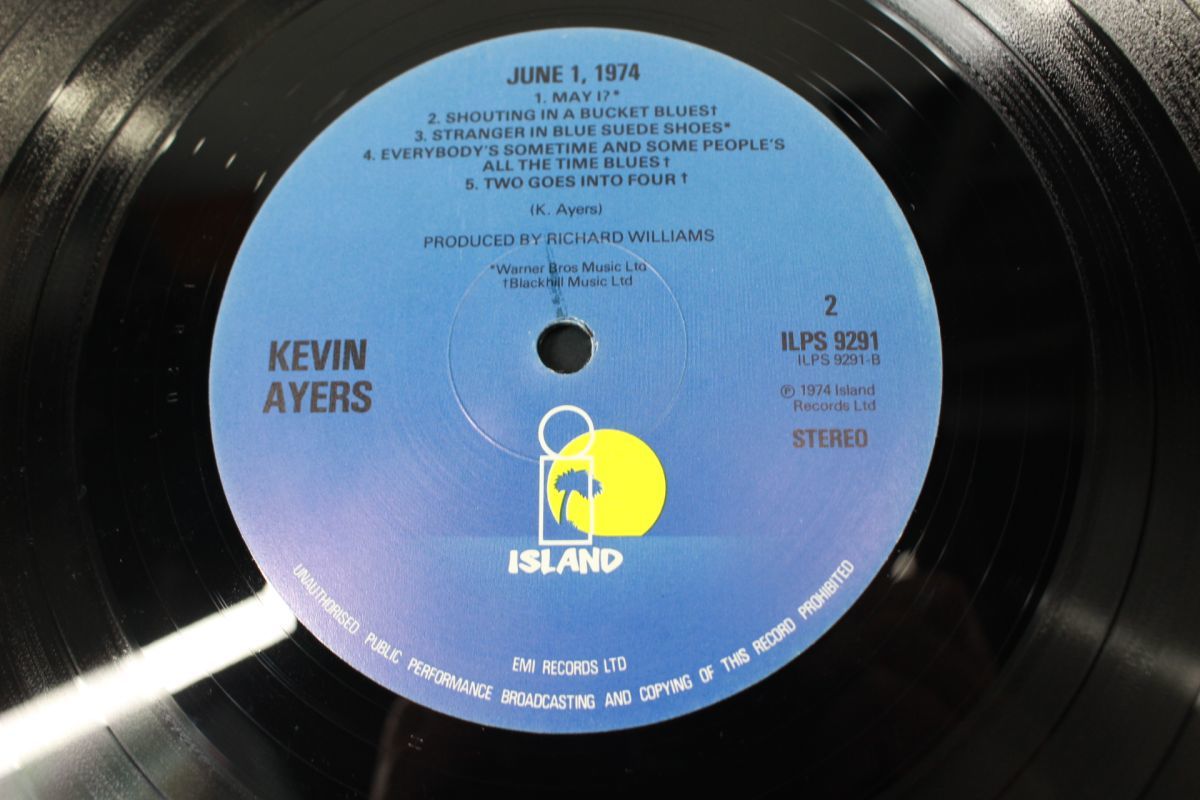 JUNE 1, 1974
1. MAY I?*
2. SHOUTING IN A BUCKET BLUES†
3. STRANGER IN BLUE SUEDE SHOES*
4. EVERYBODY'S SOMETIME AND SOME PEOPLE'S
ALL THE TIME BLUES†
5. TWO GOES INTO FOUR †
(K. Ayers)
PRODUCED BY RICHARD WILLIAMS
*Warner Bros Music Ltd
†Blackhill Music Ltd
KEVIN
AYERS
2
ILPS 9291
ILPS 9291-B
℗ 1974 Island
Records Ltd
STEREO
ISLAND
EMI RECORDS LTD
UNAUTHORISED PUBLIC PERFORMANCE BROADCASTING AND COPYING OF THIS RECORD PROHIBITED